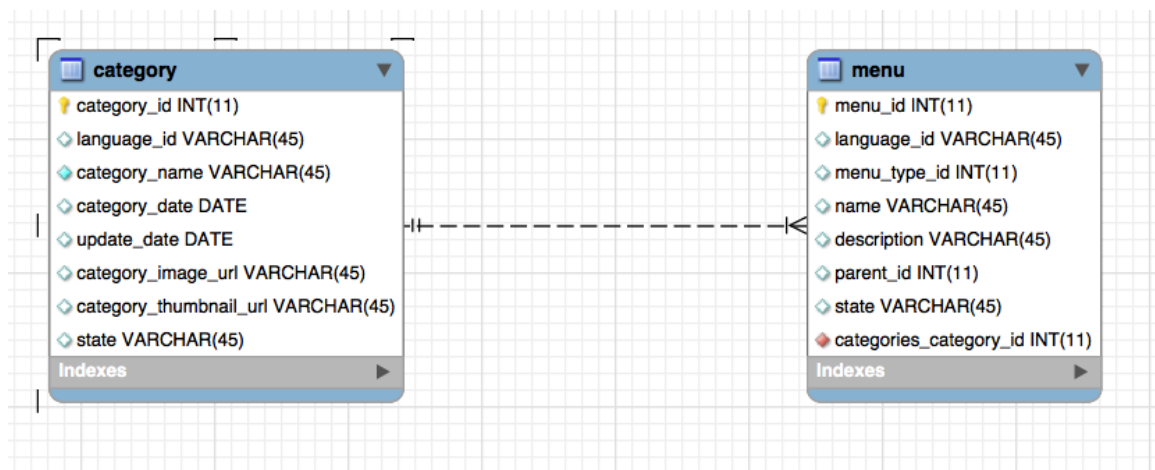 category
category_id INT(11)
language_id VARCHAR(45)
category_name VARCHAR(45)
category_date DATE
update_date DATE
category_image_url VARCHAR(45)
category_thumbnail_url VARCHAR(45)
state VARCHAR(45)
Indexes
menu
menu_id INT(11)
language_id VARCHAR(45)
menu_type_id INT(11)
name VARCHAR(45)
description VARCHAR(45)
parent_id INT(11)
state VARCHAR(45)
categories_category_id INT(11)
Indexes